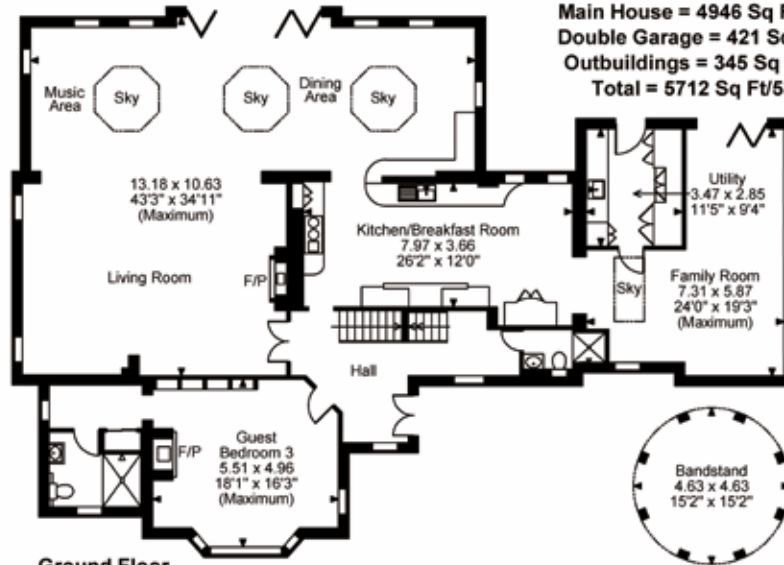 Main House = 4946 Sq
Double Garage = 421
Outbuildings = 345 Sq
Total = 5712 Sq
Music
Area
Sky
Sky
Dining
Area
Sky
13.18 x 10.63
43'3" x 34'11"
(Maximum)
Living Room
F/P
Kitchen/Breakfast Room
7.97 x 3.66
26'2" x 12'0"
Utility
3.47 x 2.85
11'5" x 9'4"
Sky
Family Room
7.31 x 5.87
24'0" x 19'3"
(Maximum)
Hall
F/P
Guest
Bedroom 3
5.51 x 4.96
18'1" x 16'3"
(Maximum)
Bandstand
4.63 x 4.63
15'2" x 15'2"
Ground Floor